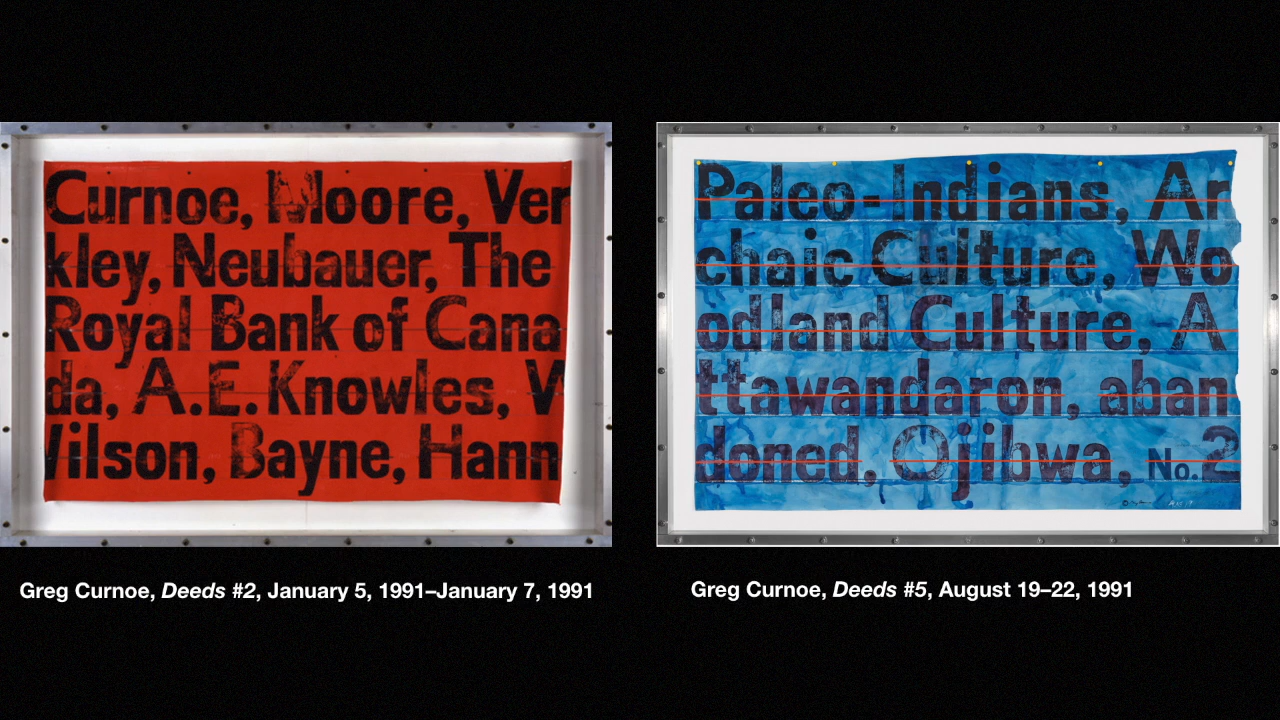 Curnoe, Moore, Ver
kley, Neubauer, The
Royal Bank of Cana
da, A.E. Knowles, W
Wilson, Bayne, Hann
Paleo-Indians, Ar
chaic Culture, Wo
odland Culture, A
ttawandaron, aban
doned, Ojibwa, No. 2
Greg Curnoe, Deeds #2, January 5, 1991–January 7, 1991
Greg Curnoe, Deeds #5, August 19–22, 1991